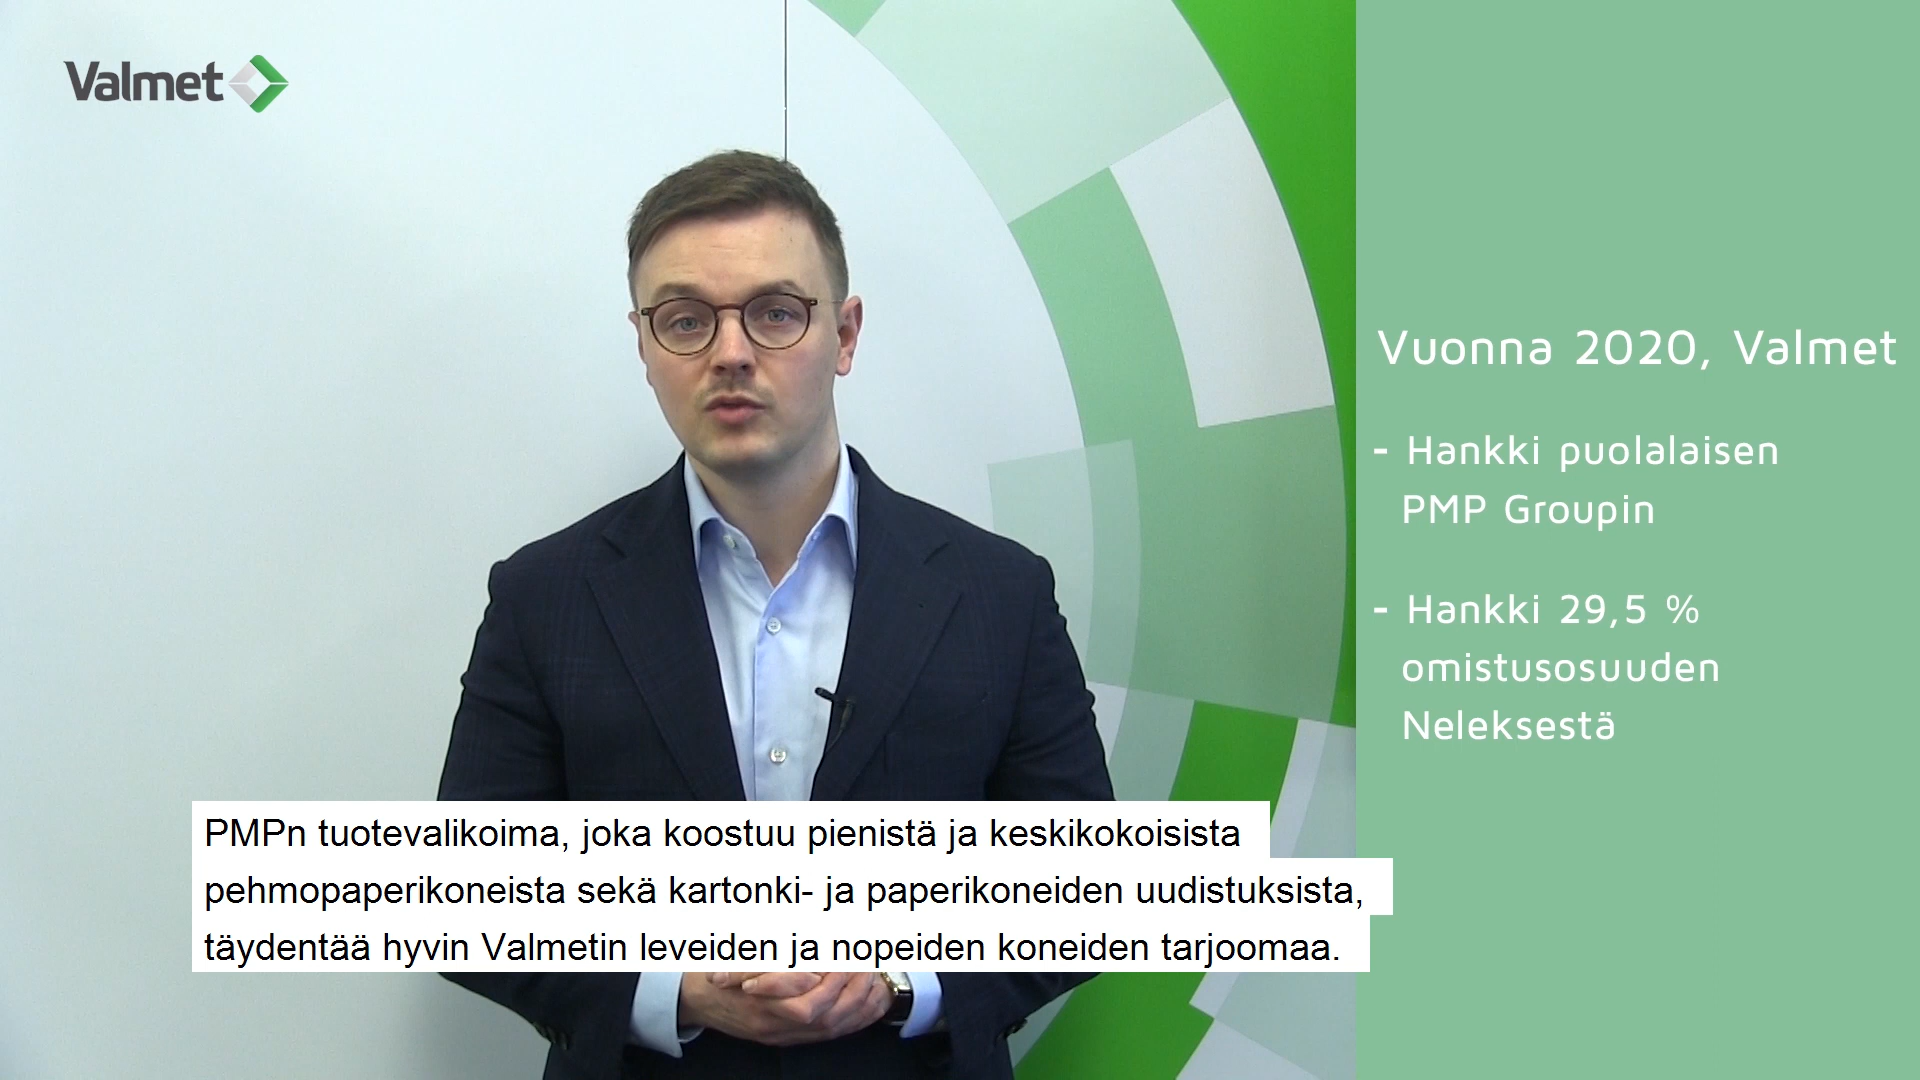 Valmet
Vuonna 2020, Valmet
- Hankki puolalaisen
PMP Groupin
- Hankki 29,5 %
omistusosuuden
Neleksestä
PMPn tuotevalikoima, joka koostuu pienistä ja keskikokoisista
pehmopaperikoneista sekä kartonki- ja paperikoneiden uudistuksista,
täydentää hyvin Valmetin leveiden ja nopeiden koneiden tarjoomaa.